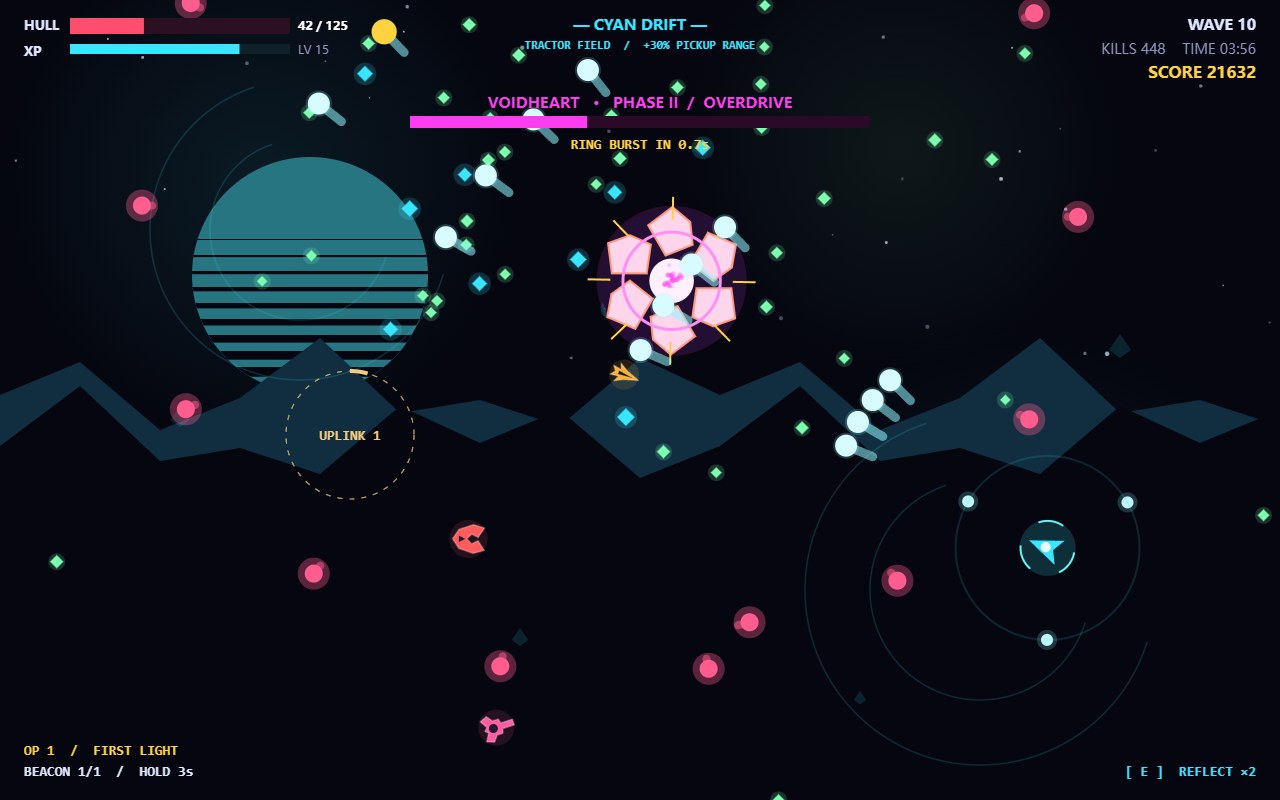 HULL 42 / 125
XP LV 15
— CYAN DRIFT —
TRACTOR FIELD / +30% PICKUP RANGE
WAVE 10
KILLS 448 TIME 03:56
SCORE 21632
VOIDHEART • PHASE II / OVERDRIVE
RING BURST IN 0.7s
UPLINK 1
OP 1 / FIRST LIGHT
BEACON 1/1 / HOLD 3s
[ E ] REFLECT ×2